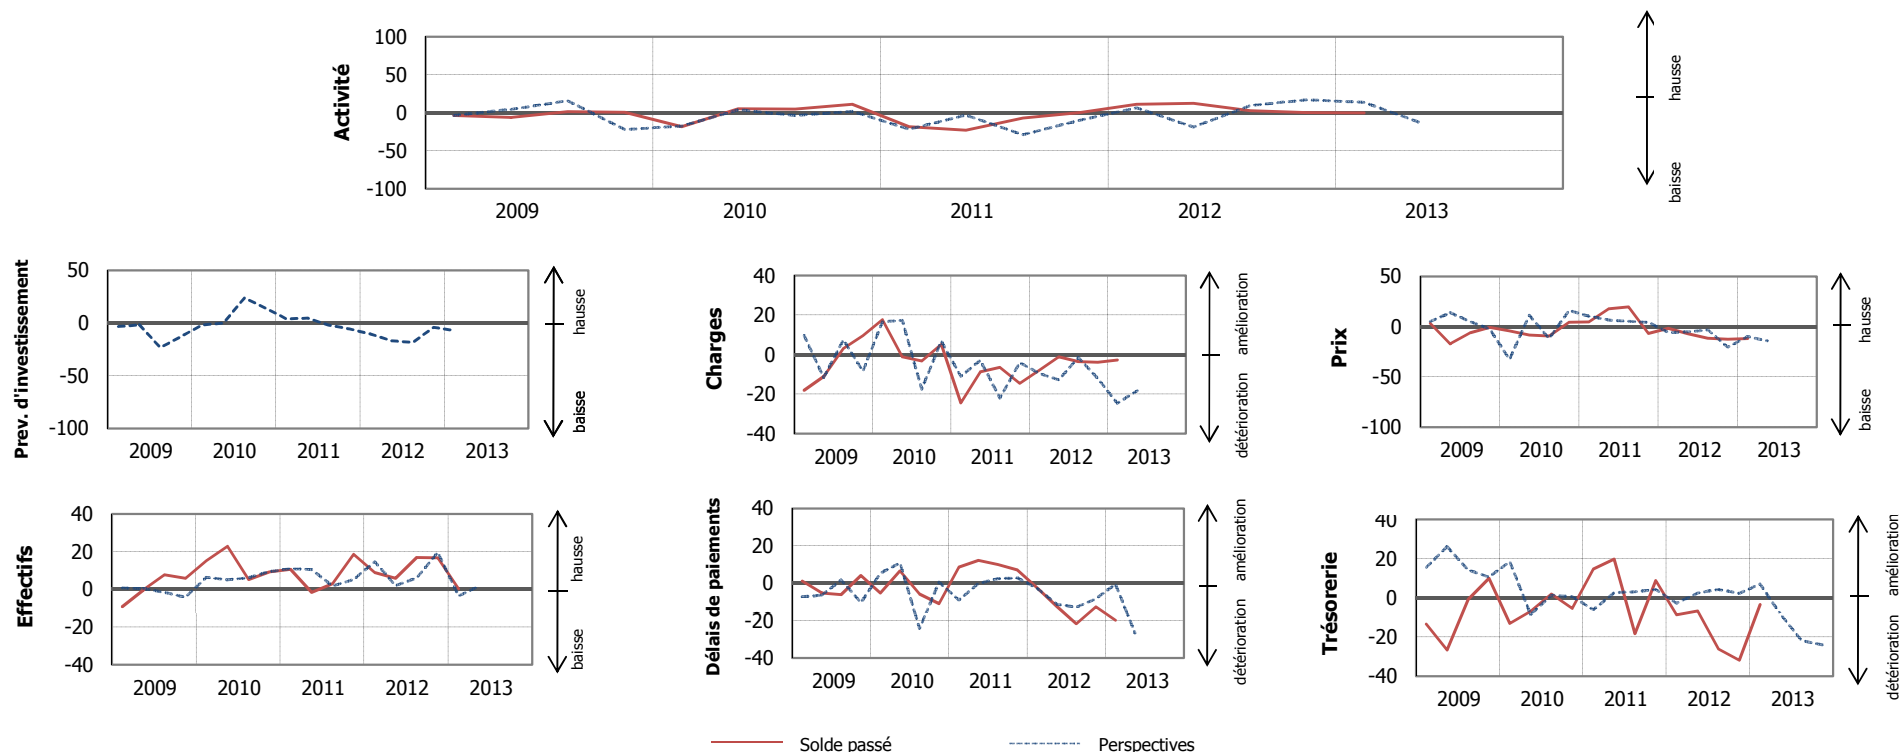 Activité
100
50
0
-50
-100
2009 2010 2011 2012 2013
hausse
baisse
Prev. d'investissement
50
0
-50
-100
2009 2010 2011 2012 2013
hausse
baisse
Charges
40
20
0
-20
-40
2009 2010 2011 2012 2013
amélioration
détérioration
Prix
50
0
-50
-100
2009 2010 2011 2012 2013
hausse
baisse
Effectifs
40
20
0
-20
-40
2009 2010 2011 2012 2013
hausse
baisse
Délais de paiements
40
20
0
-20
-40
2009 2010 2011 2012 2013
amélioration
détérioration
Trésorerie
40
20
0
-20
-40
2009 2010 2011 2012 2013
amélioration
détérioration
Solde passé
Perspectives